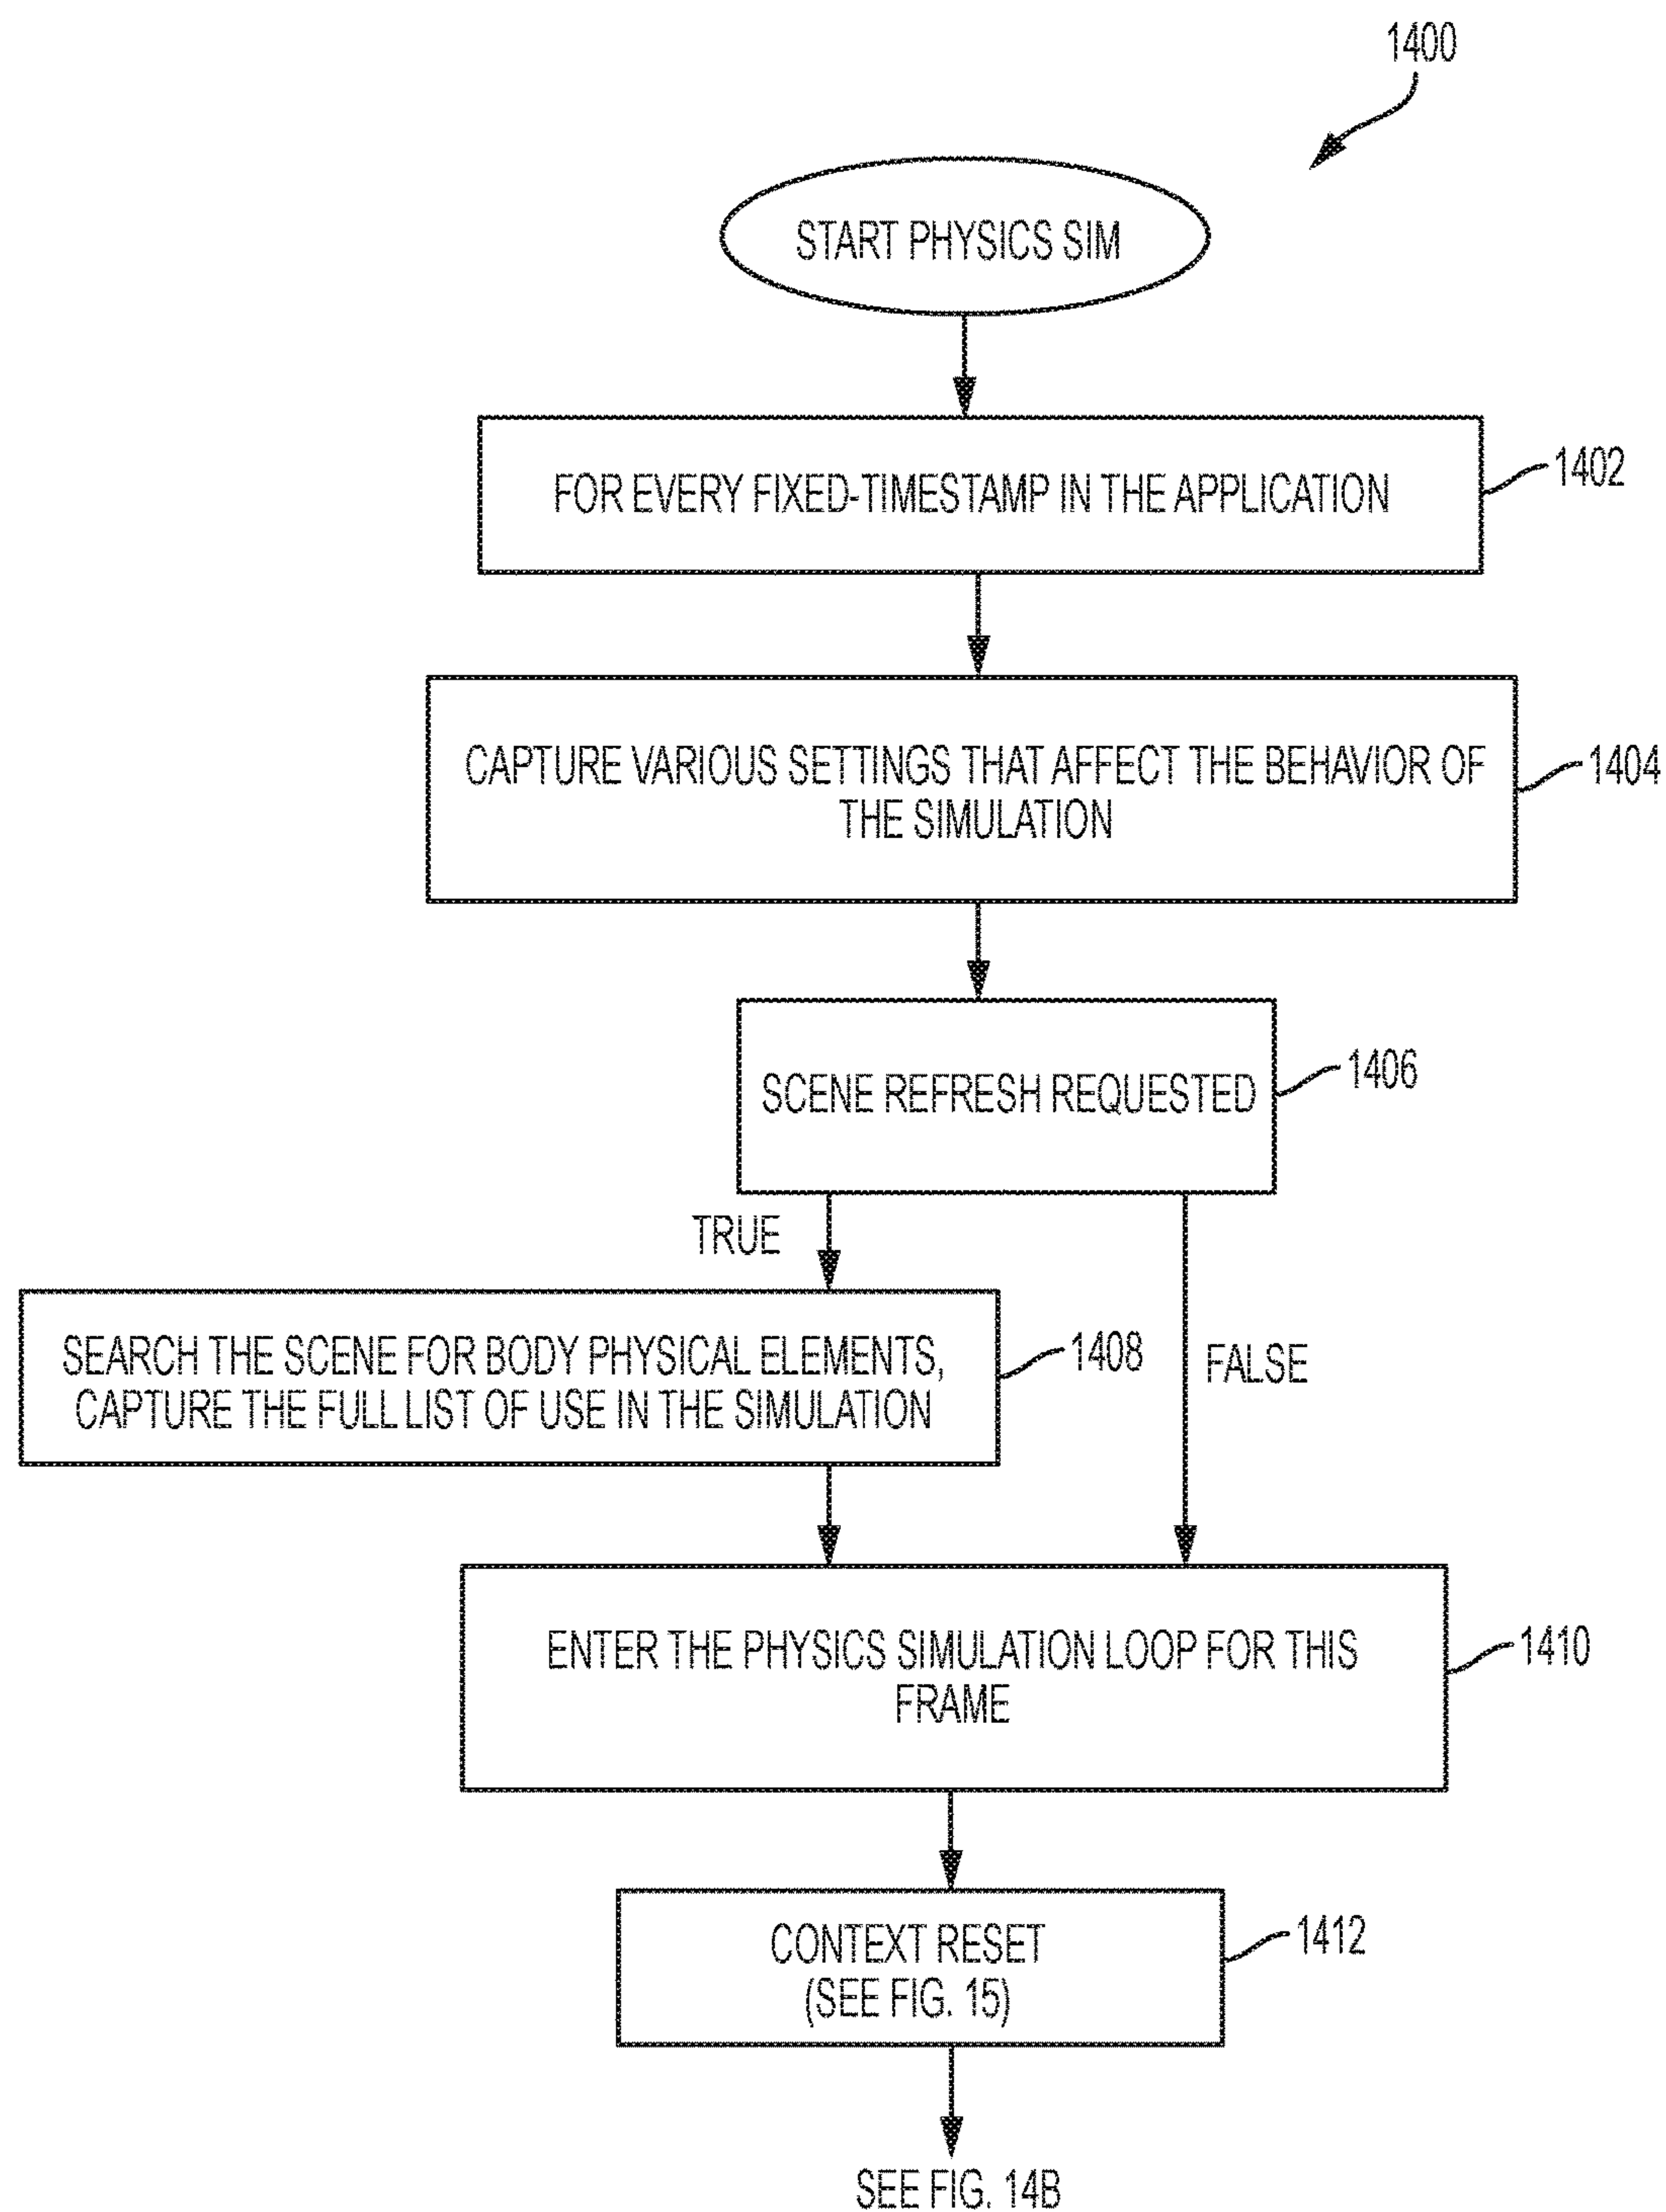 1400
START PHYSICS SIM
FOR EVERY FIXED-TIMESTAMP IN THE APPLICATION
1402
CAPTURE VARIOUS SETTINGS THAT AFFECT THE BEHAVIOR OF
THE SIMULATION
1404
SCENE REFRESH REQUESTED
1406
TRUE
SEARCH THE SCENE FOR BODY PHYSICAL ELEMENTS,
CAPTURE THE FULL LIST OF USE IN THE SIMULATION
1408
FALSE
ENTER THE PHYSICS SIMULATION LOOP FOR THIS
FRAME
1410
CONTEXT RESET
(SEE FIG. 15)
1412
SEE FIG. 14B